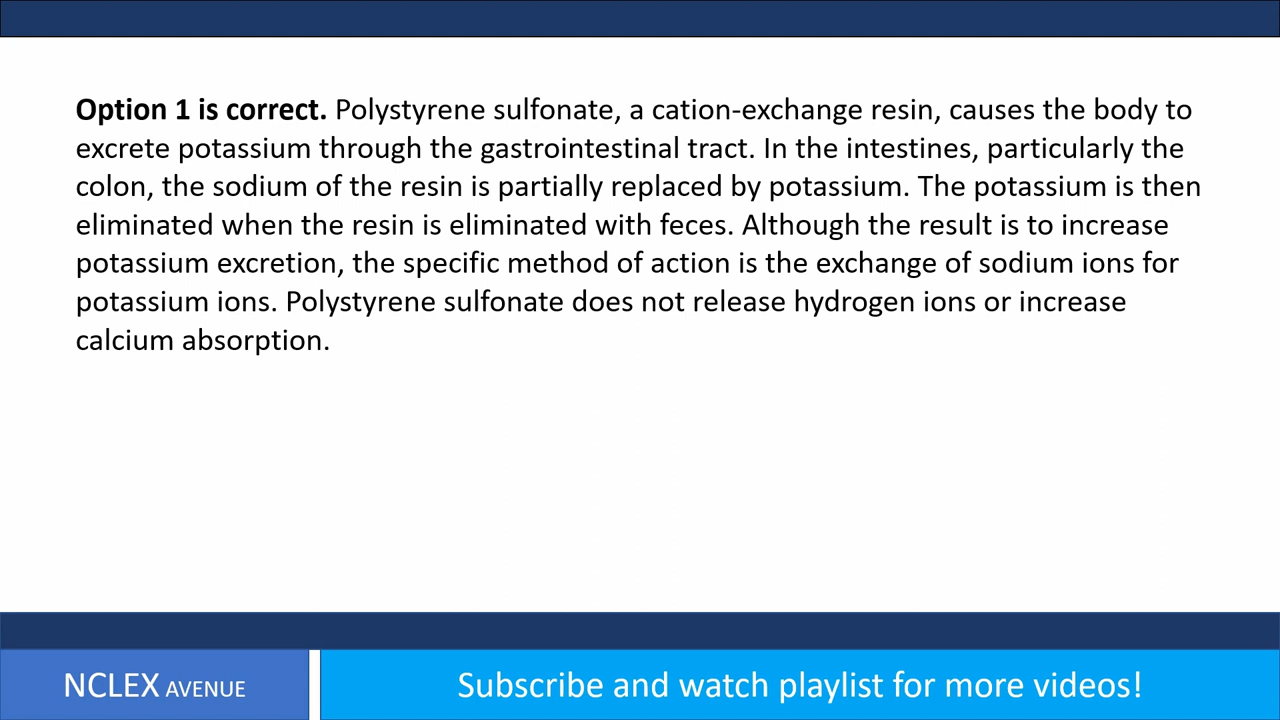 Option 1 is correct. Polystyrene sulfonate, a cation-exchange resin, causes the body to
excrete potassium through the gastrointestinal tract. In the intestines, particularly the
colon, the sodium of the resin is partially replaced by potassium. The potassium is then
eliminated when the resin is eliminated with feces. Although the result is to increase
potassium excretion, the specific method of action is the exchange of sodium ions for
potassium ions. Polystyrene sulfonate does not release hydrogen ions or increase
calcium absorption.
NCLEX AVENUE
Subscribe and watch playlist for more videos!